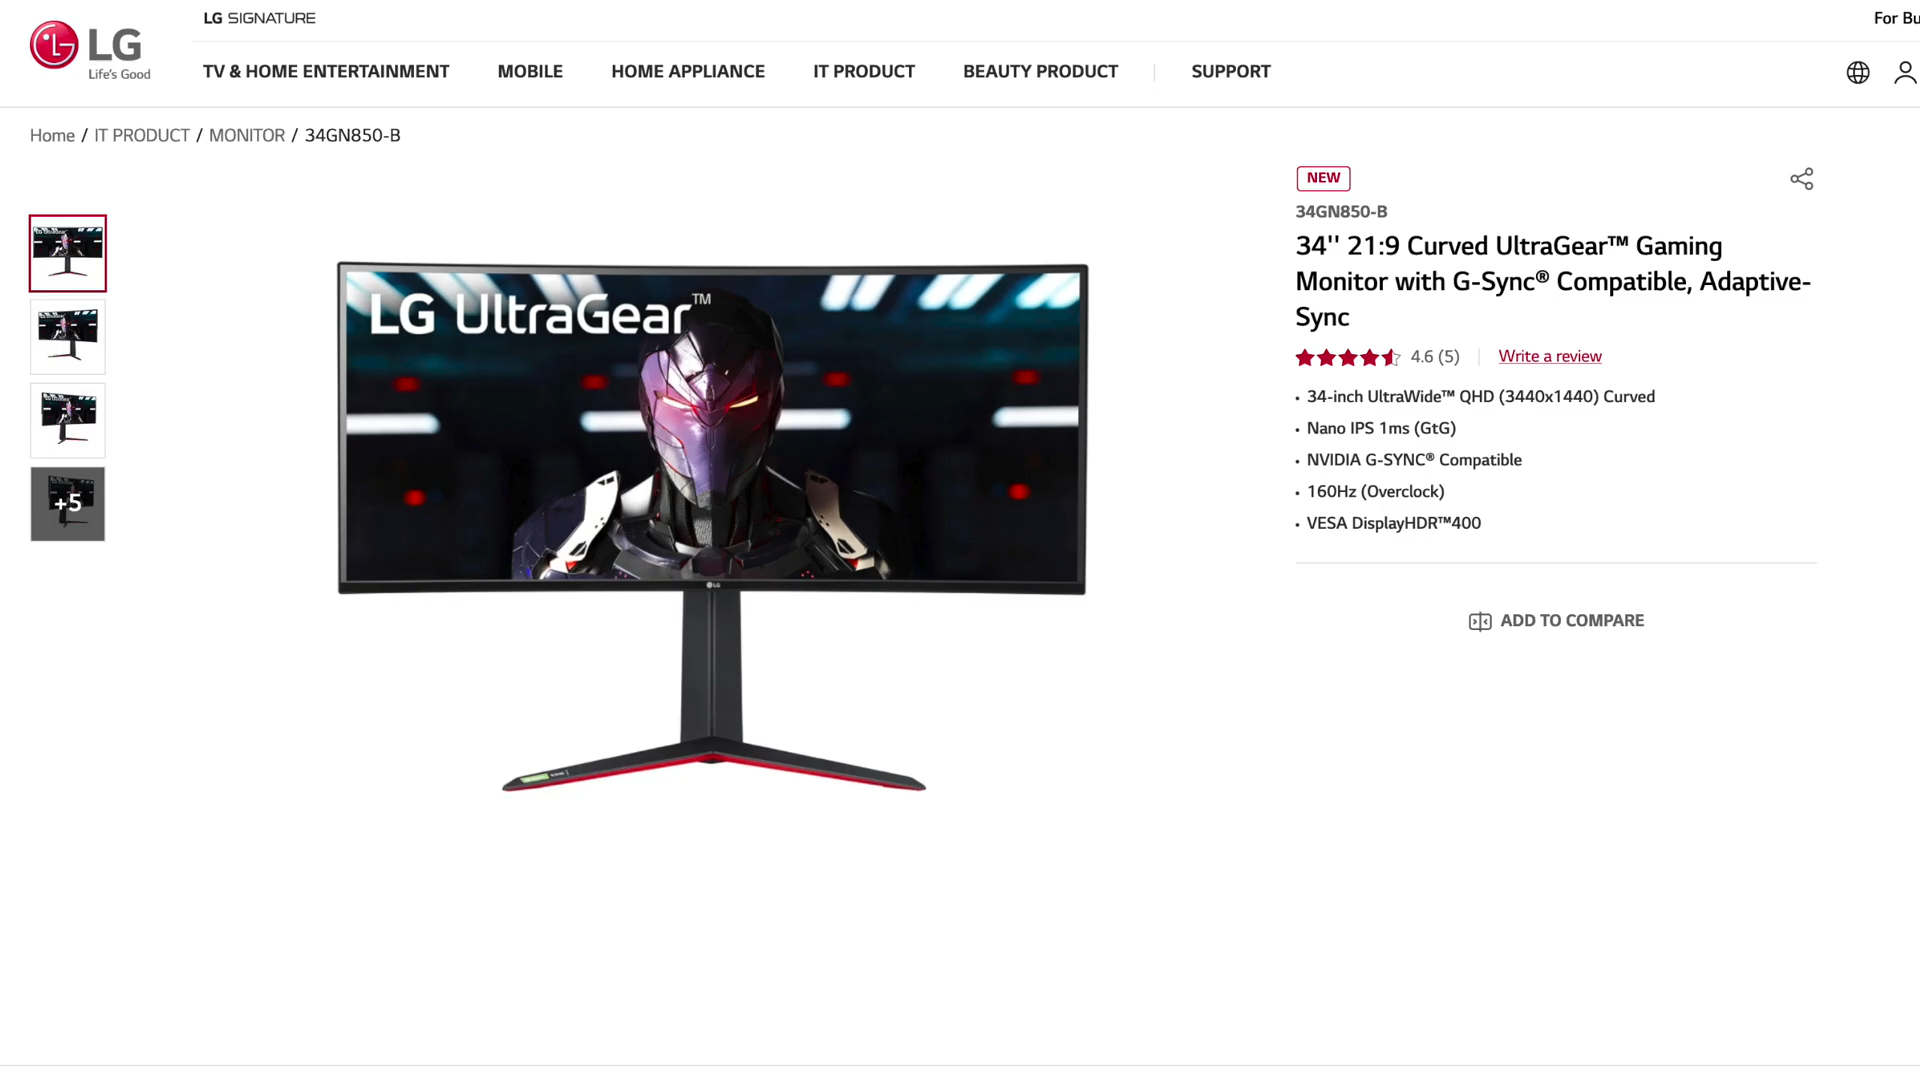 LG SIGNATURE
For Bu
LG
Life's Good
TV & HOME ENTERTAINMENT
MOBILE
HOME APPLIANCE
IT PRODUCT
BEAUTY PRODUCT
SUPPORT
Home / IT PRODUCT / MONITOR / 34GN850-B
+5
LG UltraGear™
LG
NEW
34GN850-B
34'' 21:9 Curved UltraGear™ Gaming
Monitor with G-Sync® Compatible, Adaptive-
Sync
4.6 (5)
Write a review
• 34-inch UltraWide™ QHD (3440x1440) Curved
• Nano IPS 1ms (GtG)
• NVIDIA G-SYNC® Compatible
• 160Hz (Overclock)
• VESA DisplayHDR™400
ADD TO COMPARE